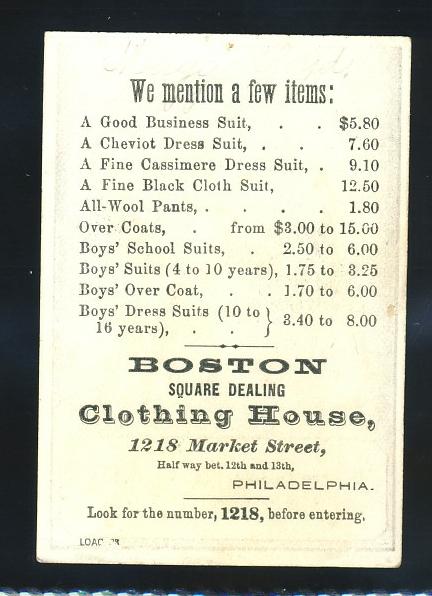 We mention a few items:
A Good Business Suit, . . $5.80
A Cheviot Dress Suit, . . 7.60
A Fine Cassimere Dress Suit, . 9.10
A Fine Black Cloth Suit, 12.50
All-Wool Pants, . . . . 1.80
Over Coats, . from $3.00 to 15.00
Boys' School Suits, . 2.50 to 6.00
Boys' Suits (4 to 10 years), 1.75 to 3.25
Boys' Over Coat, . . 1.70 to 6.00
Boys' Dress Suits (10 to
16 years), . . } 3.40 to 8.00
BOSTON
SQUARE DEALING
Clothing House,
1218 Market Street,
Half way bet. 12th and 13th,
PHILADELPHIA.
Look for the number, 1218, before entering.